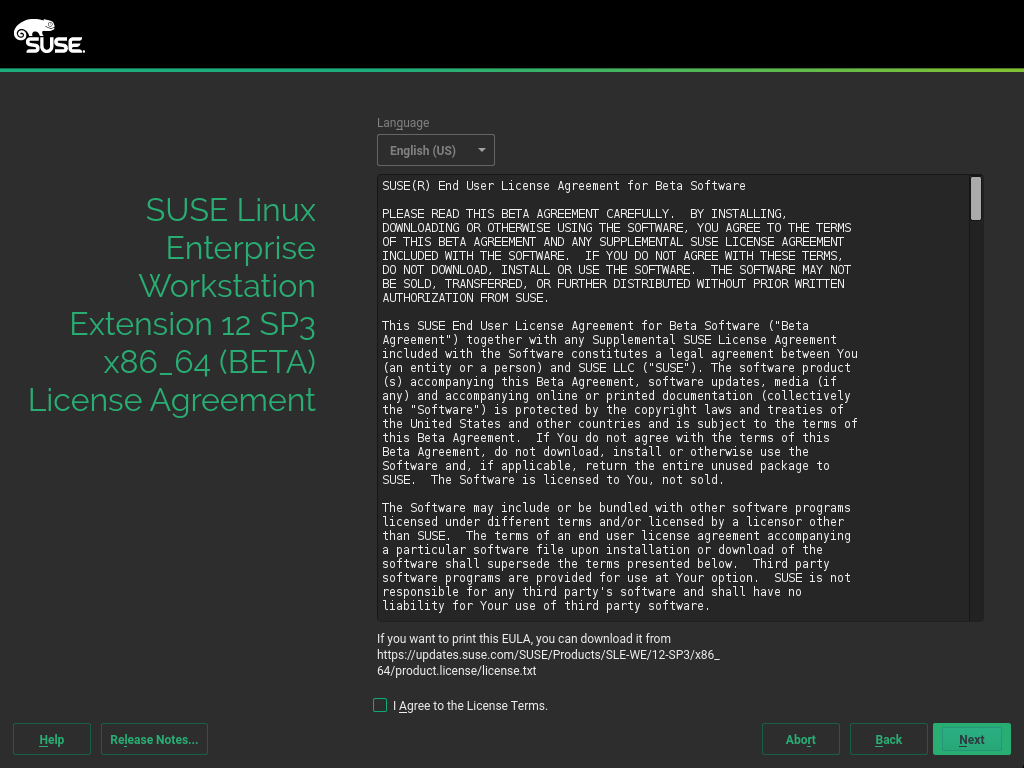 SUSE.
Language
English (US)
SUSE Linux
Enterprise
Workstation
Extension 12 SP3
x86_64 (BETA)
License Agreement
SUSE(R) End User License Agreement for Beta Software
PLEASE READ THIS BETA AGREEMENT CAREFULLY.  BY INSTALLING,
DOWNLOADING OR OTHERWISE USING THE SOFTWARE, YOU AGREE TO THE TERMS
OF THIS BETA AGREEMENT AND ANY SUPPLEMENTAL SUSE LICENSE AGREEMENT
INCLUDED WITH THE SOFTWARE.  IF YOU DO NOT AGREE WITH THESE TERMS,
DO NOT DOWNLOAD, INSTALL OR USE THE SOFTWARE.  THE SOFTWARE MAY NOT
BE SOLD, TRANSFERRED, OR FURTHER DISTRIBUTED WITHOUT PRIOR WRITTEN
AUTHORIZATION FROM SUSE.
This SUSE End User License Agreement for Beta Software ("Beta
Agreement") together with any Supplemental SUSE License Agreement
included with the Software constitutes a legal agreement between You
(an entity or a person) and SUSE LLC ("SUSE"). The software product
(s) accompanying this Beta Agreement, software updates, media (if
any) and accompanying online or printed documentation (collectively
the "Software") is protected by the copyright laws and treaties of
the United States and other countries and is subject to the terms of
this Beta Agreement.  If You do not agree with the terms of this
Beta Agreement, do not download, install or otherwise use the
Software and, if applicable, return the entire unused package to
SUSE.  The Software is licensed to You, not sold.
The Software may include or be bundled with other software programs
licensed under different terms and/or licensed by a licensor other
than SUSE.  The terms of an end user license agreement accompanying
a particular software file upon installation or download of the
software shall supersede the terms presented below.  Third party
software programs are provided for use at Your option.  SUSE is not
responsible for any third party's software and shall have no
liability for Your use of third party software.
If you want to print this EULA, you can download it from
https://updates.suse.com/SUSE/Products/SLE-WE/12-SP3/x86_
64/product.license/license.txt
I Agree to the License Terms.
Help
Release Notes...
Abort
Back
Next